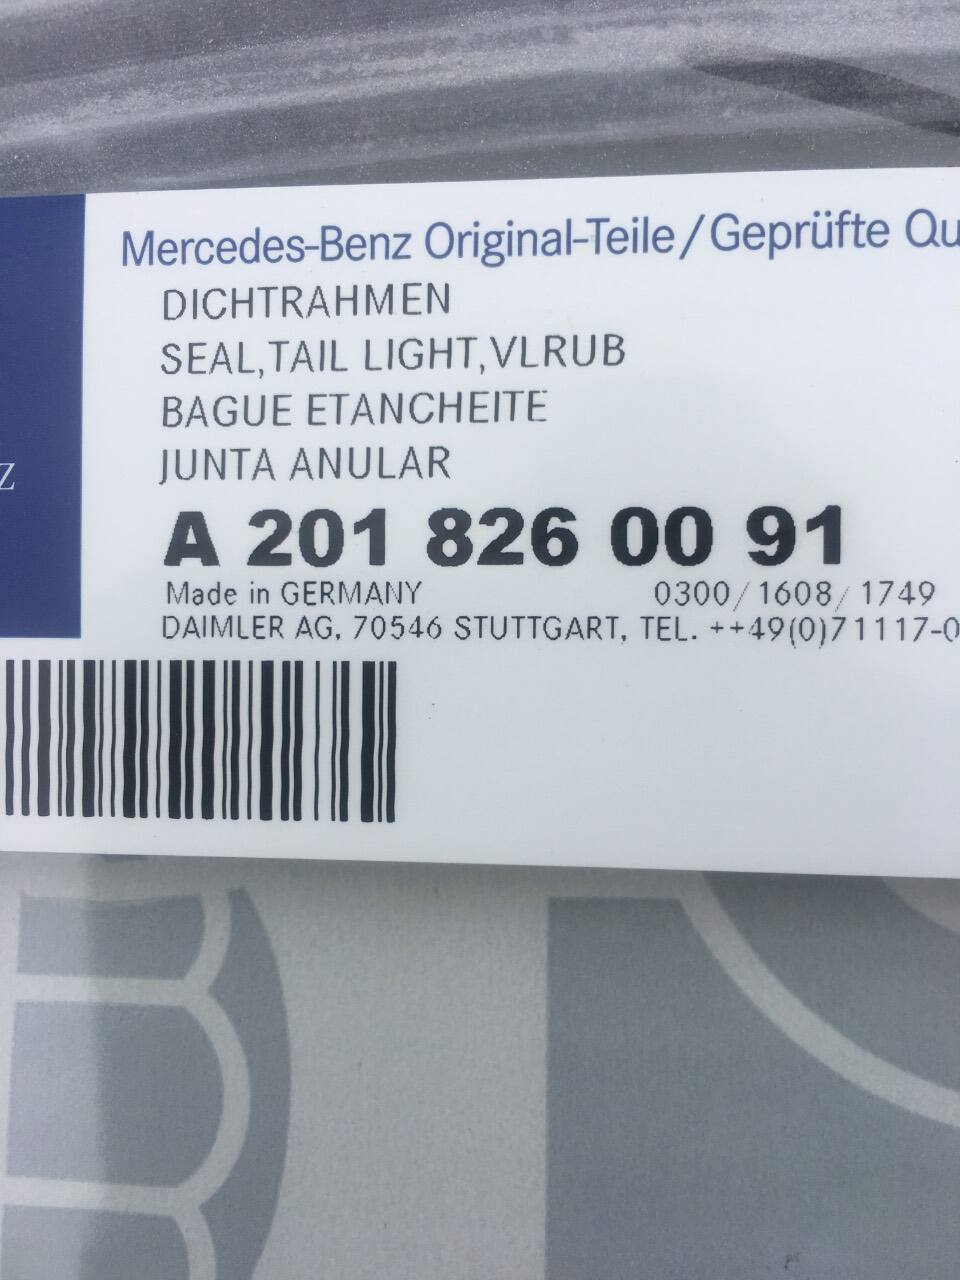 Mercedes-Benz Original-Teile/Geprüfte Qu
DICHTRAHMEN
SEAL,TAIL LIGHT,VLRUB
BAGUE ETANCHEITE
JUNTA ANULAR
Z
A 201 826 00 91
Made in GERMANY 0300/1608/1749
DAIMLER AG, 70546 STUTTGART, TEL. ++49(0)71117-0